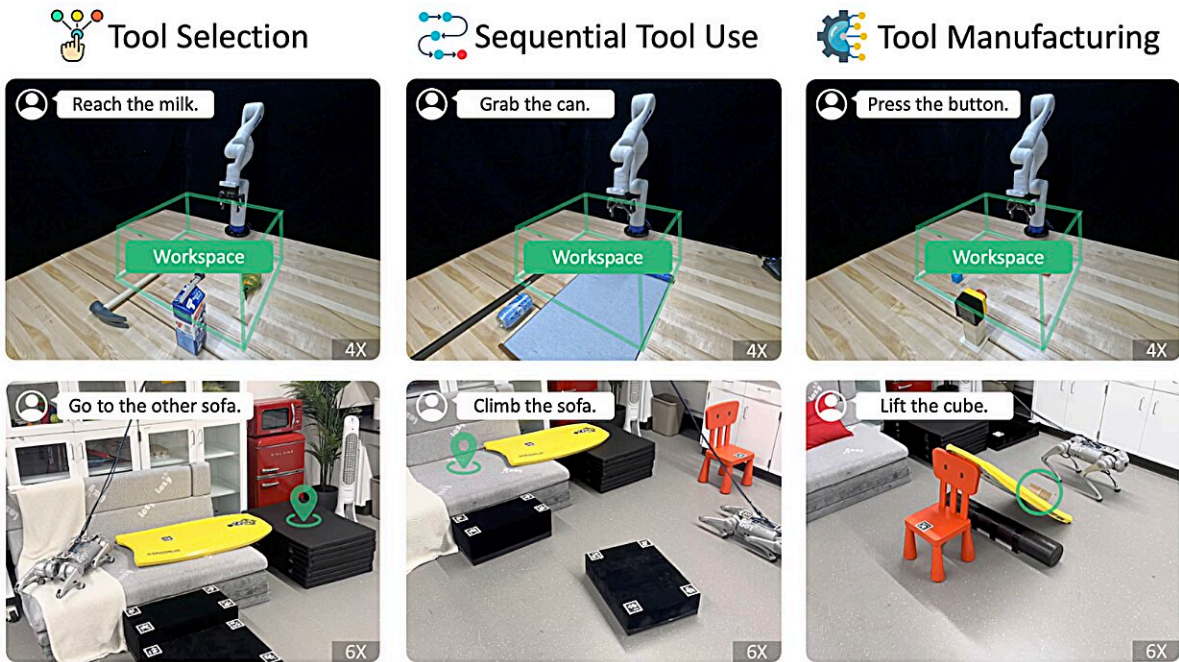 Tool Selection
Sequential Tool Use
Tool Manufacturing
Reach the milk.
Grab the can.
Press the button.
Workspace
Workspace
Workspace
4X
4X
4X
Go to the other sofa.
Climb the sofa.
Lift the cube.
6X
6X
6X